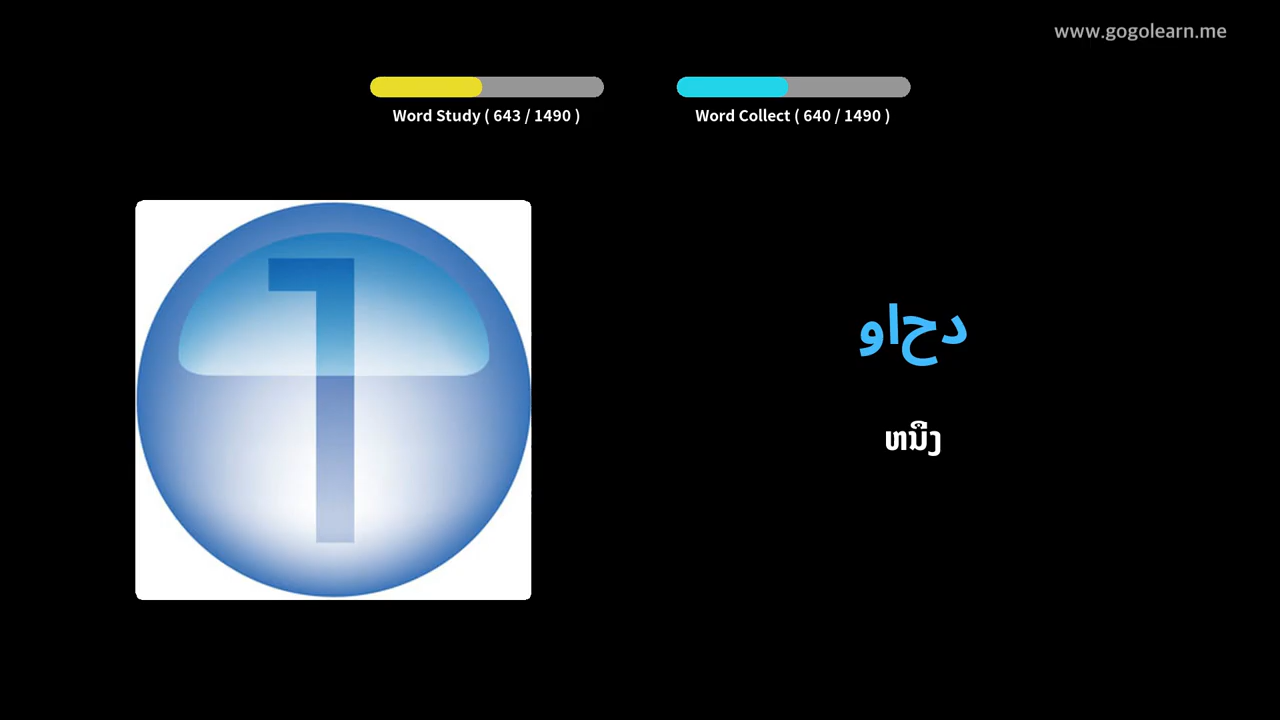 www.gogolearn.me
Word Study ( 643 / 1490 )
Word Collect ( 640 / 1490 )
1
دحاو
ຫນືງ